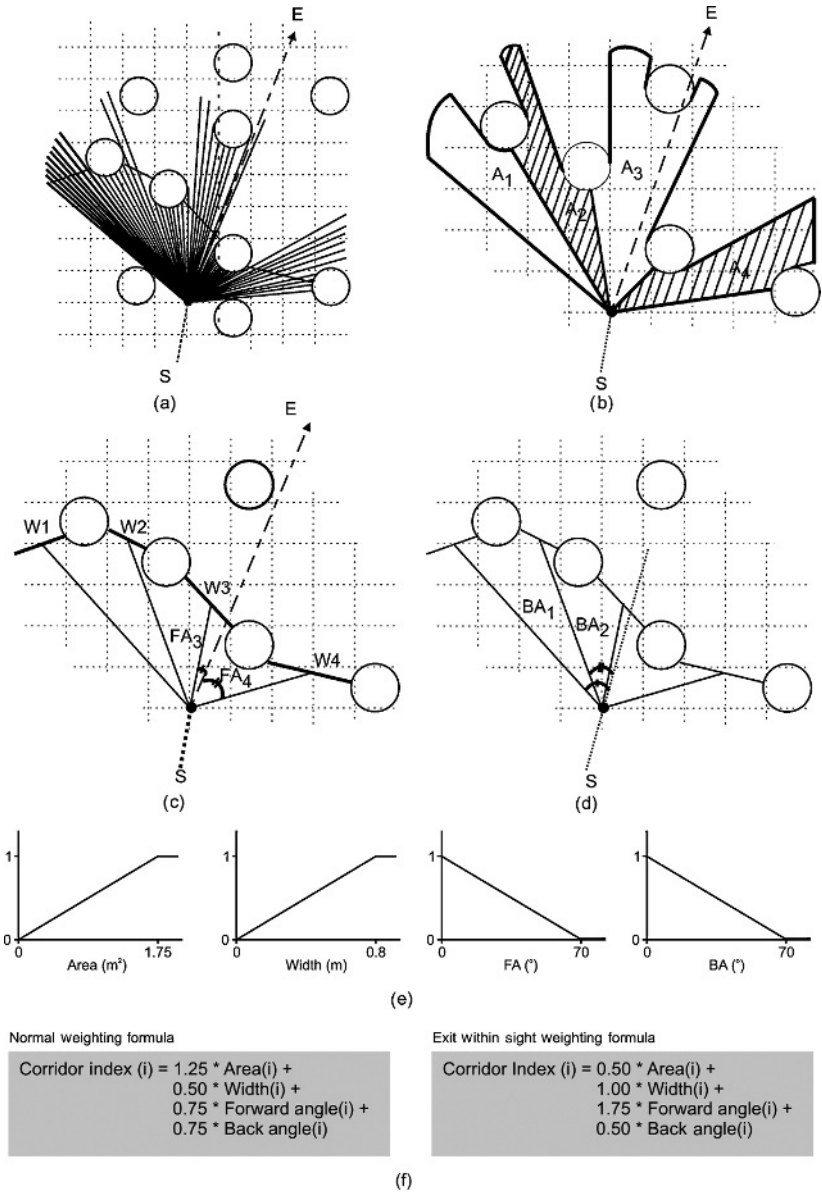 E
S
(a)
E
A1
A2
A3
A4
S
(b)
E
W1
W2
W3
FA3
FA4
W4
S
(c)
BA1
BA2
S
(d)
1
0
0
1.75
Area (m²)
1
0
0
0.8
Width (m)
1
0
0
70
FA (°)
1
0
0
70
BA (°)
(e)
Normal weighting formula
Corridor index (i) = 1.25 * Area(i) +
0.50 * Width(i) +
0.75 * Forward angle(i) +
0.75 * Back angle(i)
Exit within sight weighting formula
Corridor Index (i) = 0.50 * Area(i) +
1.00 * Width(i) +
1.75 * Forward angle(i) +
0.50 * Back angle(i)
(f)